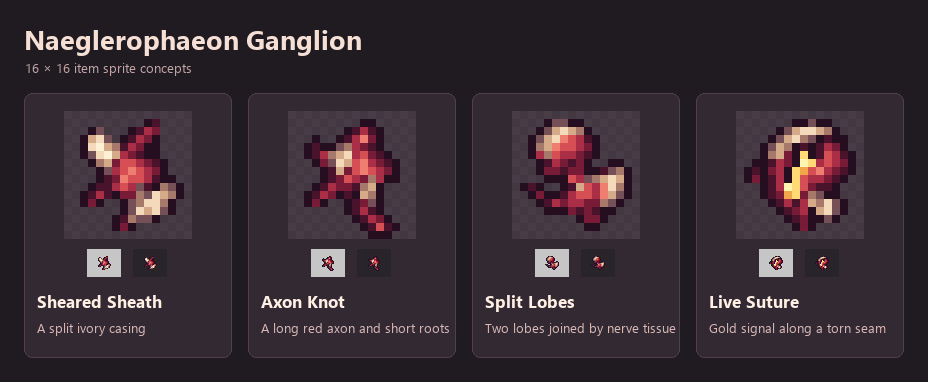 Naeglerophaeon Ganglion
16 × 16 item sprite concepts
Sheared Sheath
A split ivory casing
Axon Knot
A long red axon and short roots
Split Lobes
Two lobes joined by nerve tissue
Live Suture
Gold signal along a torn seam